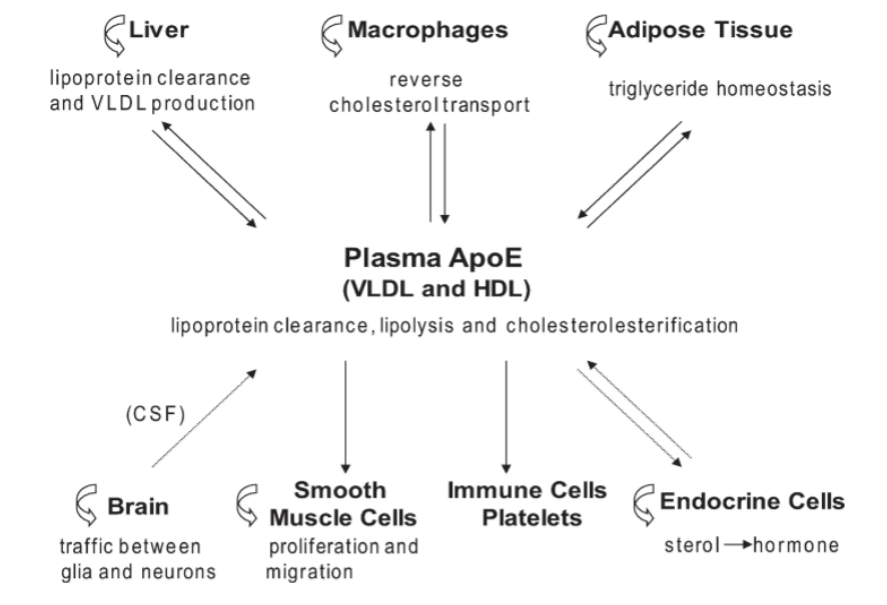 Liver
lipoprotein clearance
and VLDL production
Macrophages
reverse
cholesterol transport
Adipose Tissue
triglyceride homeostasis
Plasma ApoE
(VLDL and HDL)
lipoprotein clearance, lipolysis and cholesterolesterification
(CSF)
Brain
traffic between
glia and neurons
Smooth
Muscle Cells
proliferation and
migration
Immune Cells
Platelets
Endocrine Cells
sterol → hormone